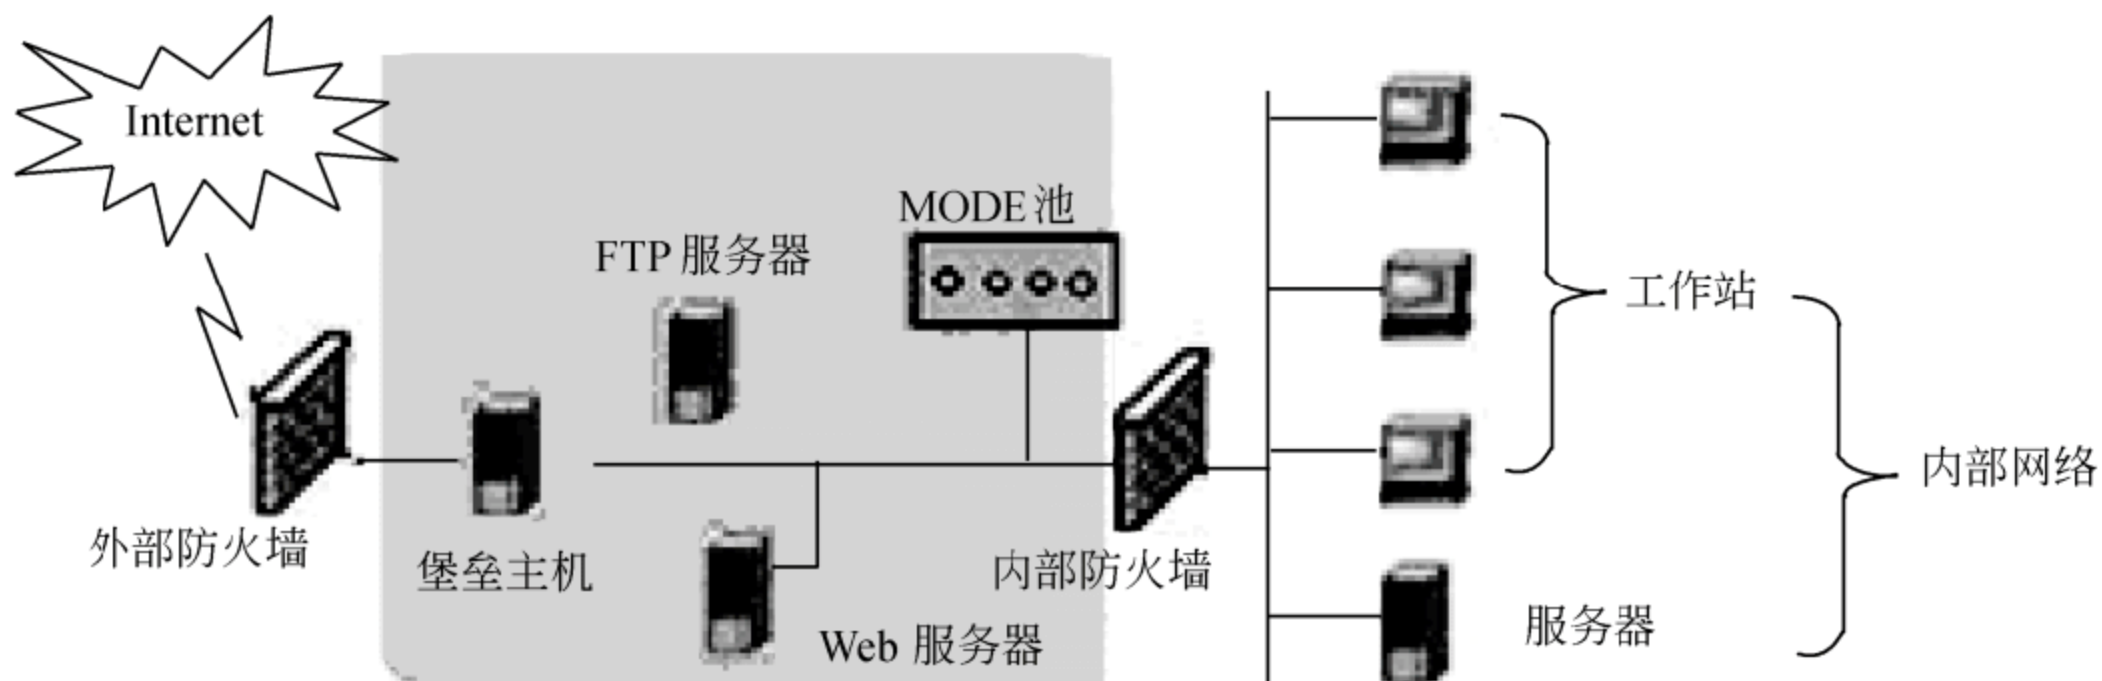 Internet
MODE池
FTP 服务器
工作站
内部网络
外部防火墙
堡垒主机
内部防火墙
Web 服务器
服务器